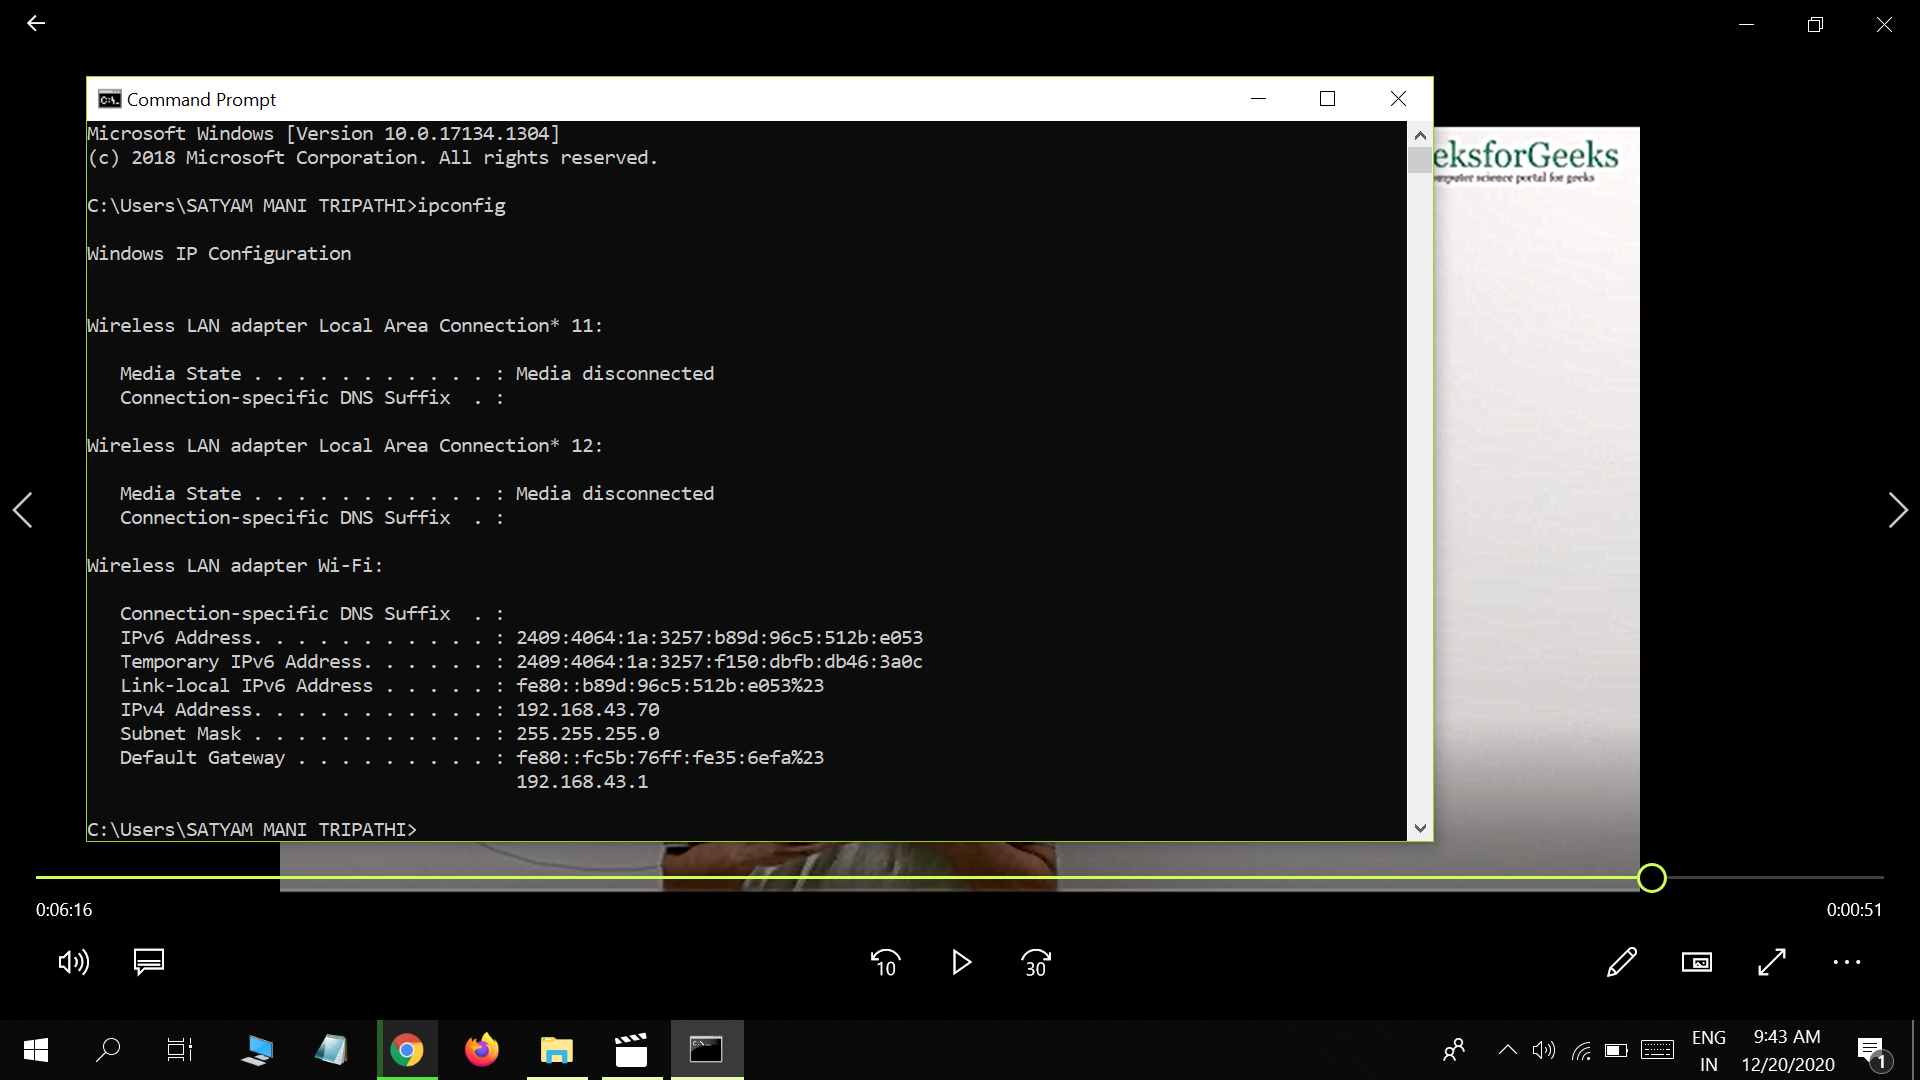 Command Prompt
Microsoft Windows [Version 10.0.17134.1304]
(c) 2018 Microsoft Corporation. All rights reserved.
C:\Users\SATYAM MANI TRIPATHI>ipconfig
Windows IP Configuration
Wireless LAN adapter Local Area Connection* 11:
Media State . . . . . . . . . . . : Media disconnected
Connection-specific DNS Suffix  . :
Wireless LAN adapter Local Area Connection* 12:
Media State . . . . . . . . . . . : Media disconnected
Connection-specific DNS Suffix  . :
Wireless LAN adapter Wi-Fi:
Connection-specific DNS Suffix  . :
IPv6 Address. . . . . . . . . . . : 2409:4064:1a:3257:b89d:96c5:512b:e053
Temporary IPv6 Address. . . . . . : 2409:4064:1a:3257:f150:dbfb:db46:3a0c
Link-local IPv6 Address . . . . . : fe80::b89d:96c5:512b:e053%23
IPv4 Address. . . . . . . . . . . : 192.168.43.70
Subnet Mask . . . . . . . . . . . : 255.255.255.0
Default Gateway . . . . . . . . . : fe80::fc5b:76ff:fe35:6efa%23
192.168.43.1
C:\Users\SATYAM MANI TRIPATHI>
eksforGeeks
omputer science portal for geeks
0:06:16
0:00:51
10
30
ENG
IN
9:43 AM
12/20/2020
1